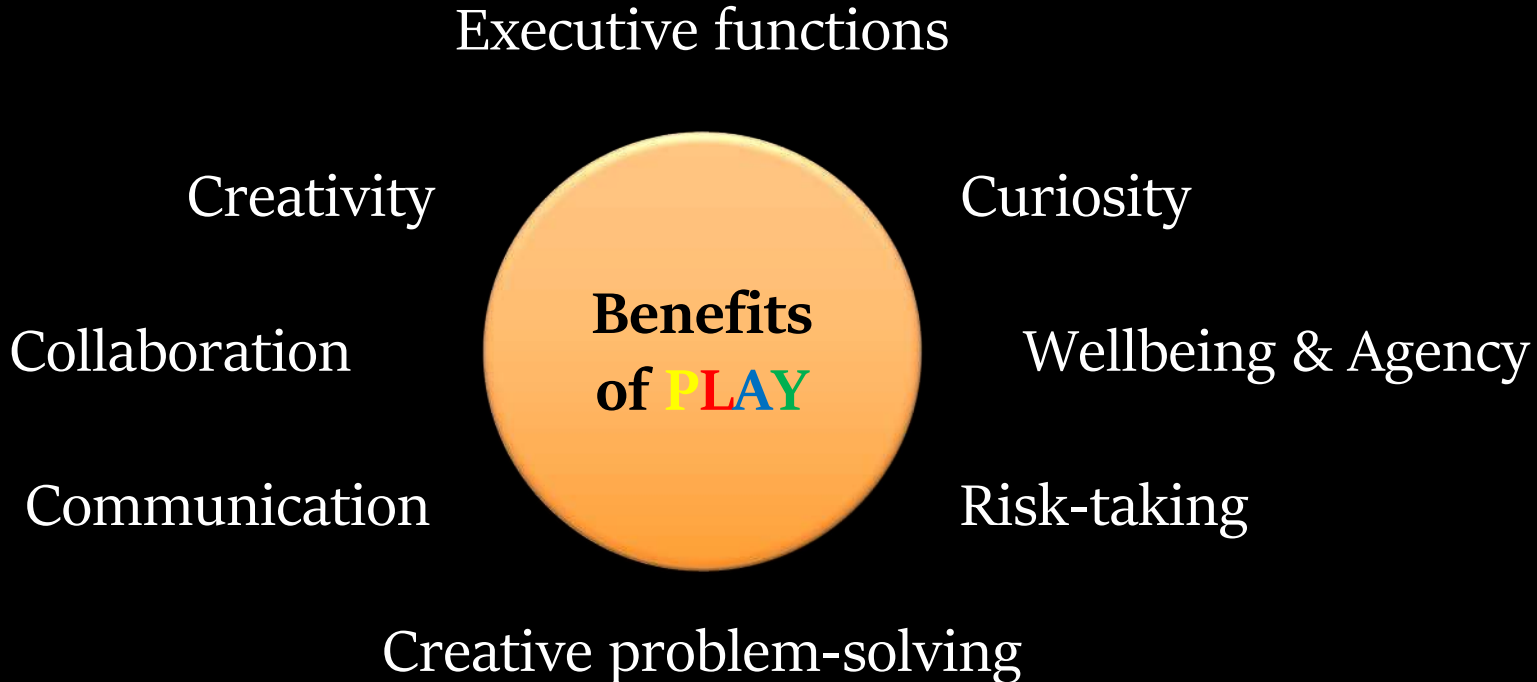 Executive functions
Creativity
Curiosity
Benefits
of PLAY
Collaboration
Wellbeing & Agency
Communication
Risk-taking
Creative problem-solving